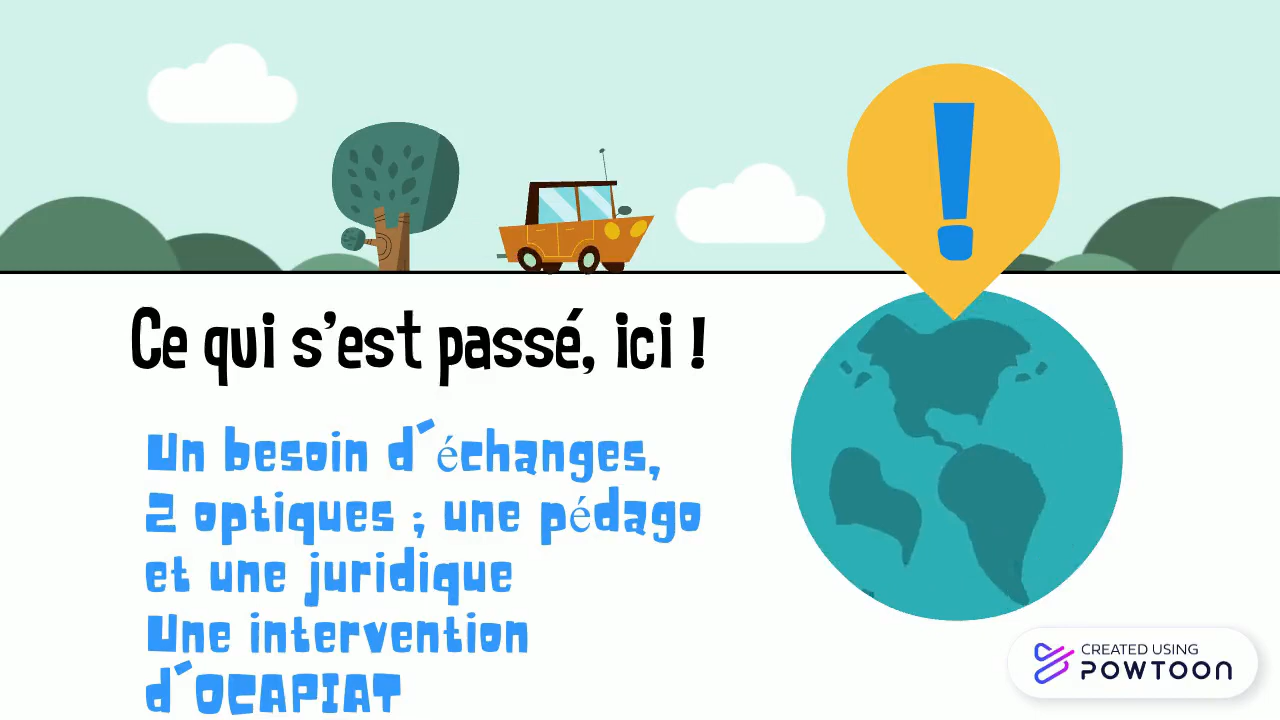 !
Ce qui s'est passé, ici !
Un besoin d´échanges,
2 optiques ; une pédago
et une juridique
Une intervention
d´OCAPIAT
CREATED USING
POWTOON